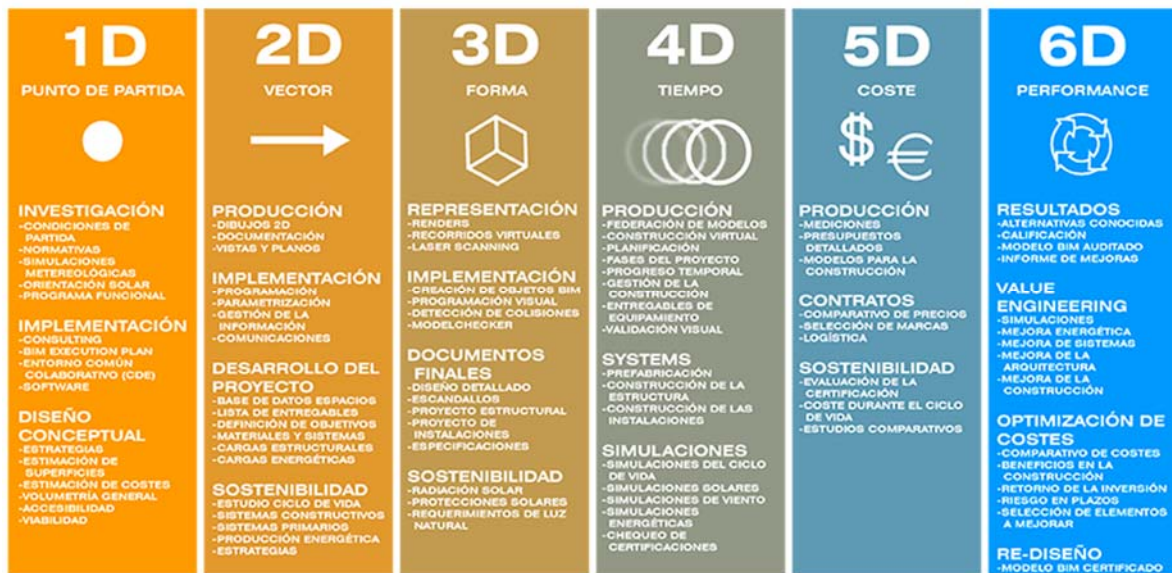 1D
PUNTO DE PARTIDA
INVESTIGACIÓN
-CONDICIONES DE
PARTIDA
-NORMATIVAS
-SIMULACIONES
METEREOLÓGICAS
-ORIENTACIÓN SOLAR
-PROGRAMA FUNCIONAL
IMPLEMENTACIÓN
-CONSULTING
-BIM EXECUTION PLAN
-ENTORNO COMÚN
COLABORATIVO (CDE)
-SOFTWARE
DISEÑO
CONCEPTUAL
-ESTRATEGIAS
-ESTIMACIÓN DE
SUPERFICIES
-ESTIMACIÓN DE COSTES
-VOLUMETRÍA GENERAL
-ACCESIBILIDAD
-VIABILIDAD
2D
VECTOR
PRODUCCIÓN
-DIBUJOS 2D
-DOCUMENTACIÓN
-VISTAS Y PLANOS
IMPLEMENTACIÓN
-PROGRAMACIÓN
-PARAMETRIZACIÓN
-GESTIÓN DE LA
INFORMACIÓN
-COMUNICACIONES
DESARROLLO DEL
PROYECTO
-BASE DE DATOS ESPACIOS
-LISTA DE ENTREGABLES
-DEFINICIÓN DE OBJETIVOS
-MATERIALES Y SISTEMAS
-CARGAS ESTRUCTURALES
-CARGAS ENERGÉTICAS
SOSTENIBILIDAD
-ESTUDIO CICLO DE VIDA
-SISTEMAS CONSTRUCTIVOS
-SISTEMAS PRIMARIOS
-PRODUCCIÓN ENERGÉTICA
-ESTRATEGIAS
3D
FORMA
REPRESENTACIÓN
-RENDERS
-RECORRIDOS VIRTUALES
-LASER SCANNING
IMPLEMENTACIÓN
-CREACIÓN DE OBJETOS BIM
-PROGRAMACIÓN VISUAL
-DETECCIÓN DE COLISIONES
-MODELCHECKER
DOCUMENTOS
FINALES
-DISEÑO DETALLADO
-ESCANDALLOS
-PROYECTO ESTRUCTURAL
-PROYECTO DE
INSTALACIONES
-ESPECIFICACIONES
SOSTENIBILIDAD
-RADIACIÓN SOLAR
-PROTECCIONES SOLARES
-REQUERIMIENTOS DE LUZ
NATURAL
4D
TIEMPO
PRODUCCIÓN
-FEDERACIÓN DE MODELOS
-CONSTRUCCIÓN VIRTUAL
-PLANIFICACIÓN
-FASES DEL PROYECTO
-PROGRESO TEMPORAL
-GESTIÓN DE LA
CONSTRUCCIÓN
-ENTREGABLES DE
EQUIPAMIENTO
-VALIDACIÓN VISUAL
SYSTEMS
-PREFABRICACIÓN
-CONSTRUCCIÓN DE LA
ESTRUCTURA
-CONSTRUCCIÓN DE LAS
INSTALACIONES
SIMULACIONES
-SIMULACIONES DEL CICLO
DE VIDA
-SIMULACIONES SOLARES
-SIMULACIONES DE VIENTO
-SIMULACIONES
ENERGÉTICAS
-CHEQUEO DE
CERTIFICACIONES
5D
COSTE
$ €
PRODUCCIÓN
-MEDICIONES
-PRESUPUESTOS
DETALLADOS
-MODELOS PARA LA
CONSTRUCCIÓN
CONTRATOS
-COMPARATIVO DE PRECIOS
-SELECCIÓN DE MARCAS
-LOGÍSTICA
SOSTENIBILIDAD
-EVALUACIÓN DE LA
CERTIFICACIÓN
-COSTE DURANTE EL CICLO
DE VIDA
-ESTUDIOS COMPARATIVOS
6D
PERFORMANCE
RESULTADOS
-ALTERNATIVAS CONOCIDAS
-CALIFICACIÓN
-MODELO BIM AUDITADO
-INFORME DE MEJORAS
VALUE
ENGINEERING
-SIMULACIONES
-MEJORA ENERGÉTICA
-MEJORA DE SISTEMAS
-MEJORA DE LA
ARQUITECTURA
-MEJORA DE LA
CONSTRUCCIÓN
OPTIMIZACIÓN DE
COSTES
-COMPARATIVO DE COSTES
-BENEFICIOS EN LA
CONSTRUCCIÓN
-RETORNO DE LA INVERSIÓN
-RIESGO EN PLAZOS
-SELECCIÓN DE ELEMENTOS
A MEJORAR
RE-DISEÑO
-MODELO BIM CERTIFICADO